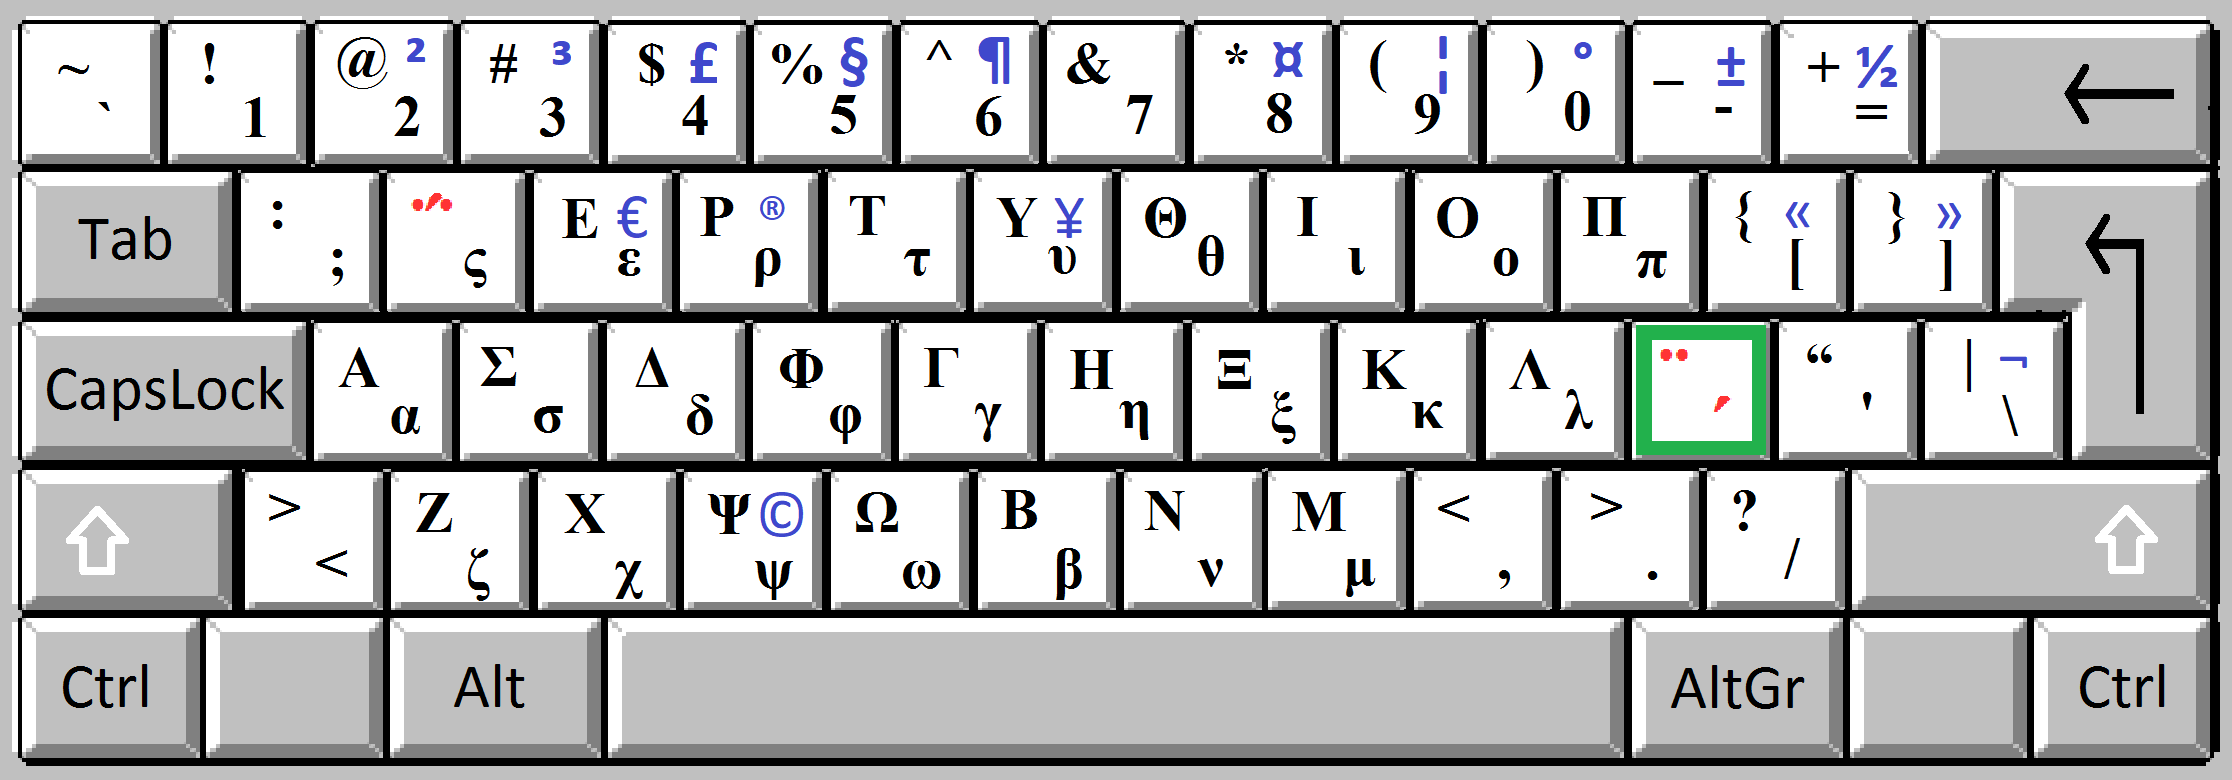 ~ ` ! 1 @ ² 2 # ³ 3 $ £ 4 % § 5 ^ ¶ 6 & 7 * ¤ 8 ( ¦ 9 ) ° 0 _ ± - + ½ = ←
Tab : ; ΅ ς Ε € ε Ρ ® ρ Τ τ Υ ¥ υ Θ θ Ι ι Ο ο Π π { « [ } » ]
CapsLock Α α Σ σ Δ δ Φ φ Γ γ Η η Ξ ξ Κ κ Λ λ ¨ ΄ “ ' | ¬ \
> < Ζ ζ Χ χ Ψ © ψ Ω ω Β β Ν ν Μ μ < , > . ? /
Ctrl Alt AltGr Ctrl